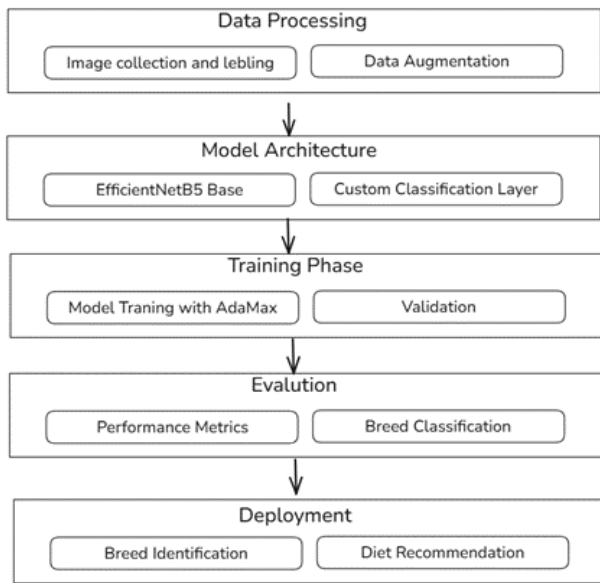 Data Processing
Image collection and lebling
Data Augmentation
Model Architecture
EfficientNetB5 Base
Custom Classification Layer
Training Phase
Model Traning with AdaMax
Validation
Evalution
Performance Metrics
Breed Classification
Deployment
Breed Identification
Diet Recommendation